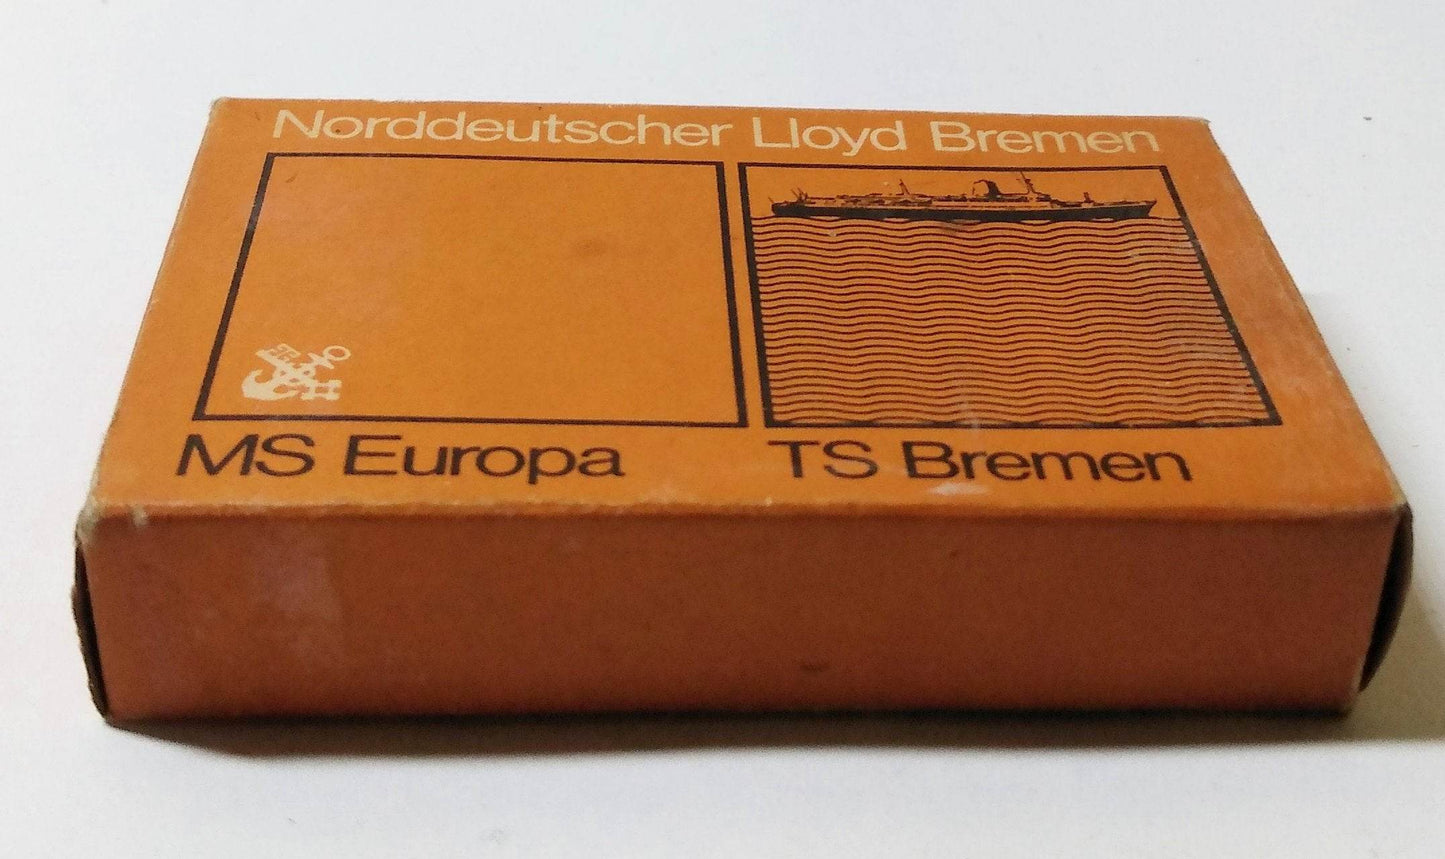 Norddeutscher Lloyd Bremen
MS Europa
TS Bremen